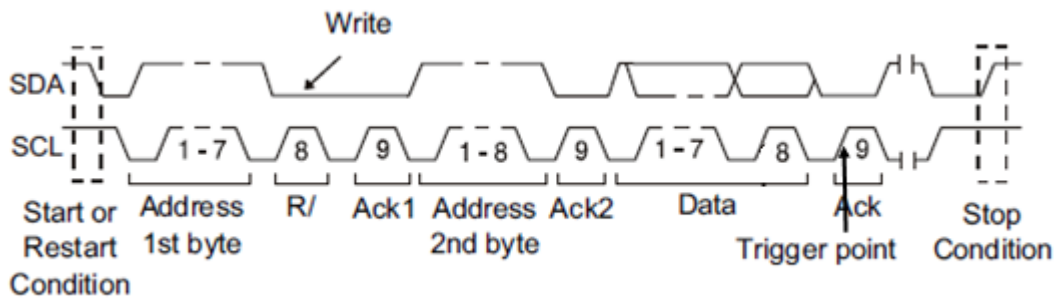 Write
SDA
SCL
1 - 7
8
9
1 - 8
9
1 - 7
8
9
Start or
Restart
Condition
Address
1st byte
R/
Ack1
Address
2nd byte
Ack2
Data
Ack
Trigger point
Stop
Condition